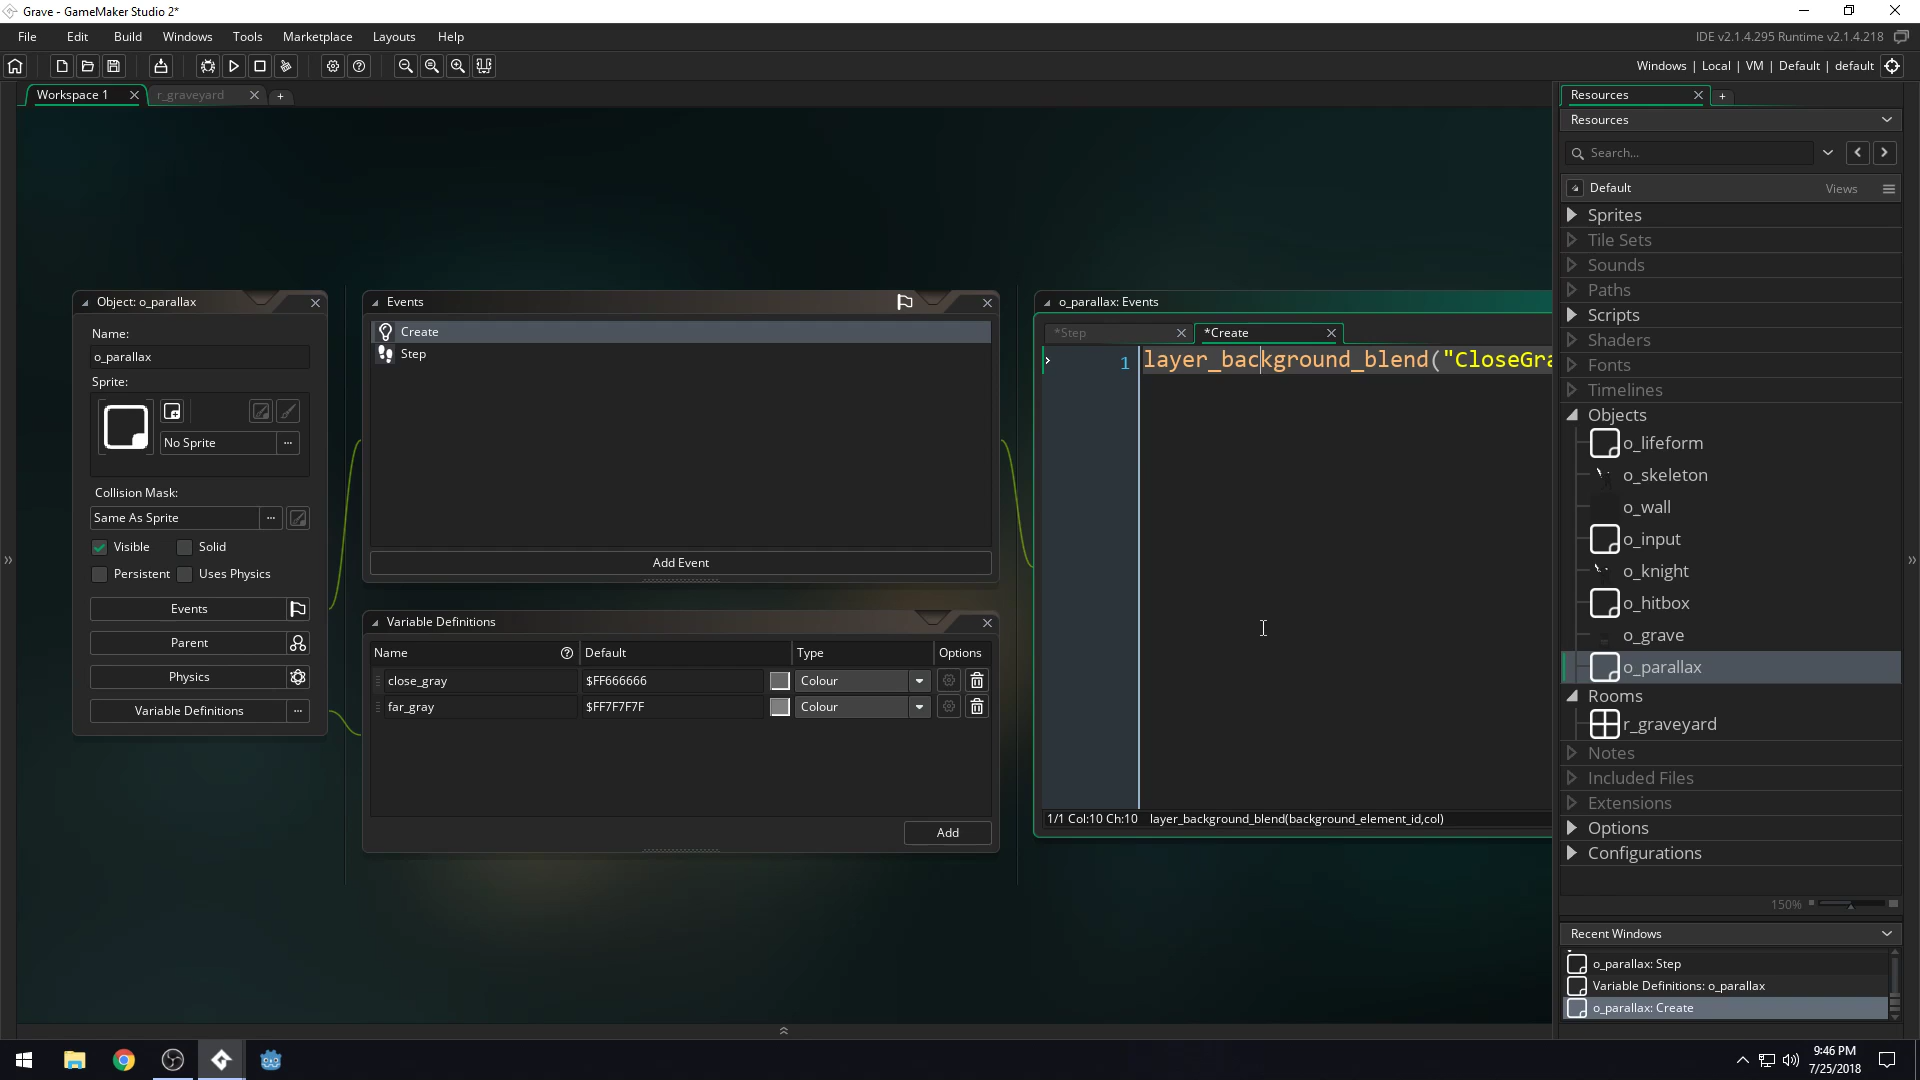 Grave - GameMaker Studio 2*
File Edit Build Windows Tools Marketplace Layouts Help
IDE v2.1.4.295 Runtime v2.1.4.218
Windows | Local | VM | Default | default
Workspace 1
r_graveyard
Resources
Resources
Search...
Default
Views
Sprites
Tile Sets
Sounds
Paths
Scripts
Shaders
Fonts
Timelines
Objects
o_lifeform
o_skeleton
o_wall
o_input
o_knight
o_hitbox
o_grave
o_parallax
Rooms
r_graveyard
Notes
Included Files
Extensions
Options
Configurations
150%
Recent Windows
o_parallax: Step
Variable Definitions: o_parallax
o_parallax: Create
Object: o_parallax
Name:
o_parallax
Sprite:
No Sprite
Collision Mask:
Same As Sprite
Visible Solid
Persistent Uses Physics
Events
Parent
Physics
Variable Definitions
Events
Create
Step
Add Event
Variable Definitions
Name Default Type Options
close_gray $FF666666 Colour
far_gray $FF7F7F7F Colour
Add
o_parallax: Events
*Step *Create
1 layer_background_blend("CloseGra
1/1 Col:10 Ch:10 layer_background_blend(background_element_id,col)
9:46 PM
7/25/2018